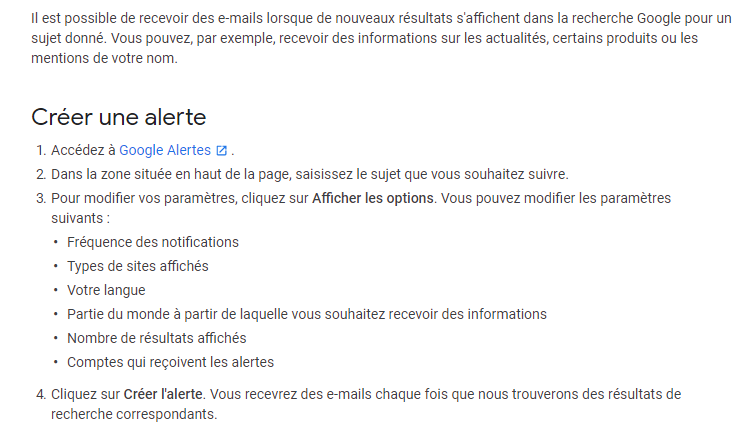 Il est possible de recevoir des e-mails lorsque de nouveaux résultats s'affichent dans la recherche Google pour un
sujet donné. Vous pouvez, par exemple, recevoir des informations sur les actualités, certains produits ou les
mentions de votre nom.
Créer une alerte
1. Accédez à Google Alertes .
2. Dans la zone située en haut de la page, saisissez le sujet que vous souhaitez suivre.
3. Pour modifier vos paramètres, cliquez sur Afficher les options. Vous pouvez modifier les paramètres
suivants :
• Fréquence des notifications
• Types de sites affichés
• Votre langue
• Partie du monde à partir de laquelle vous souhaitez recevoir des informations
• Nombre de résultats affichés
• Comptes qui reçoivent les alertes
4. Cliquez sur Créer l'alerte. Vous recevrez des e-mails chaque fois que nous trouverons des résultats de
recherche correspondants.